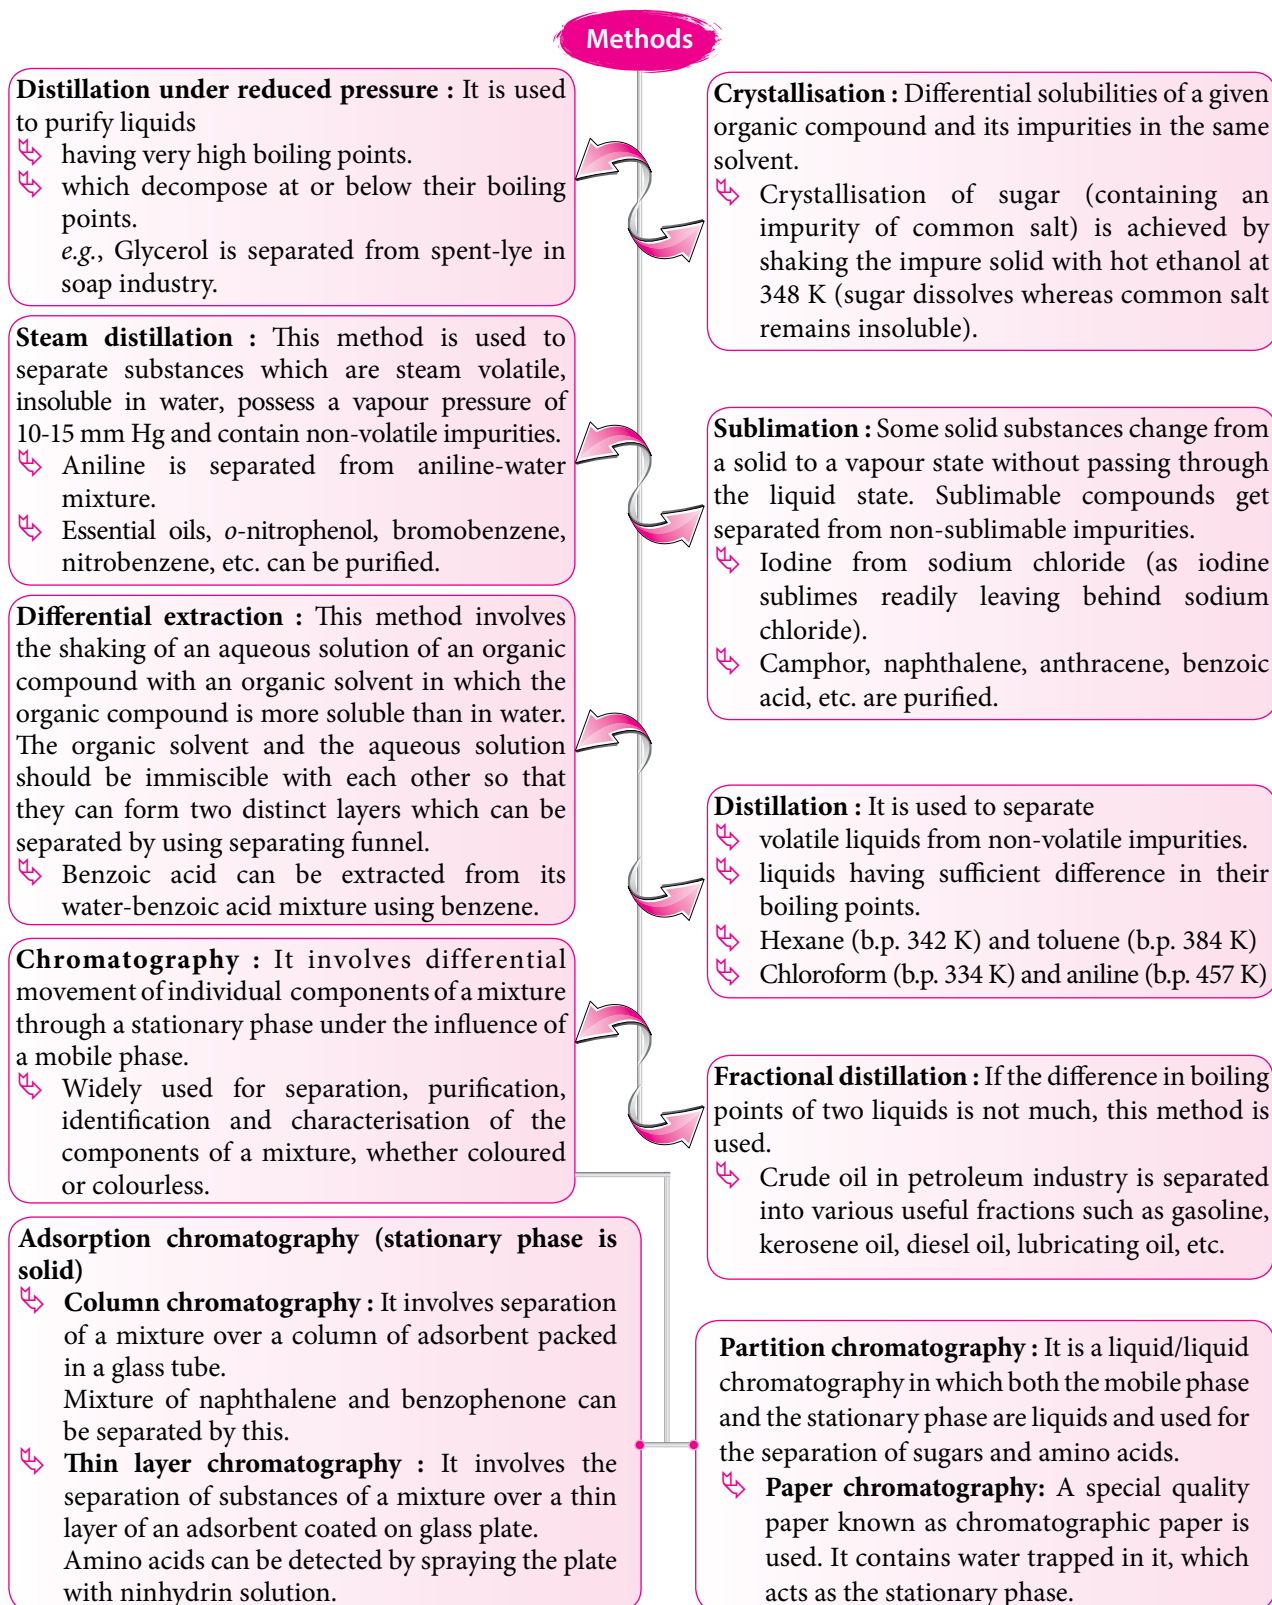 Methods
Distillation under reduced pressure : It is used
to purify liquids
having very high boiling points.
which decompose at or below their boiling
points.
e.g., Glycerol is separated from spent-lye in
soap industry.
Crystallisation : Differential solubilities of a given
organic compound and its impurities in the same
solvent.
Crystallisation of sugar (containing an
impurity of common salt) is achieved by
shaking the impure solid with hot ethanol at
348 K (sugar dissolves whereas common salt
remains insoluble).
Steam distillation : This method is used to
separate substances which are steam volatile,
insoluble in water, possess a vapour pressure of
10-15 mm Hg and contain non-volatile impurities.
Aniline is separated from aniline-water
mixture.
Essential oils, o-nitrophenol, bromobenzene,
nitrobenzene, etc. can be purified.
Sublimation : Some solid substances change from
a solid to a vapour state without passing through
the liquid state. Sublimable compounds get
separated from non-sublimable impurities.
Iodine from sodium chloride (as iodine
sublimes readily leaving behind sodium
chloride).
Camphor, naphthalene, anthracene, benzoic
acid, etc. are purified.
Differential extraction : This method involves
the shaking of an aqueous solution of an organic
compound with an organic solvent in which the
organic compound is more soluble than in water.
The organic solvent and the aqueous solution
should be immiscible with each other so that
they can form two distinct layers which can be
separated by using separating funnel.
Benzoic acid can be extracted from its
water-benzoic acid mixture using benzene.
Distillation : It is used to separate
volatile liquids from non-volatile impurities.
liquids having sufficient difference in their
boiling points.
Hexane (b.p. 342 K) and toluene (b.p. 384 K)
Chloroform (b.p. 334 K) and aniline (b.p. 457 K)
Chromatography : It involves differential
movement of individual components of a mixture
through a stationary phase under the influence of
a mobile phase.
Widely used for separation, purification,
identification and characterisation of the
components of a mixture, whether coloured
or colourless.
Fractional distillation : If the difference in boiling
points of two liquids is not much, this method is
used.
Crude oil in petroleum industry is separated
into various useful fractions such as gasoline,
kerosene oil, diesel oil, lubricating oil, etc.
Adsorption chromatography (stationary phase is
solid)
Column chromatography : It involves separation
of a mixture over a column of adsorbent packed
in a glass tube.
Mixture of naphthalene and benzophenone can
be separated by this.
Thin layer chromatography : It involves the
separation of substances of a mixture over a thin
layer of an adsorbent coated on glass plate.
Amino acids can be detected by spraying the plate
with ninhydrin solution.
Partition chromatography : It is a liquid/liquid
chromatography in which both the mobile phase
and the stationary phase are liquids and used for
the separation of sugars and amino acids.
Paper chromatography: A special quality
paper known as chromatographic paper is
used. It contains water trapped in it, which
acts as the stationary phase.